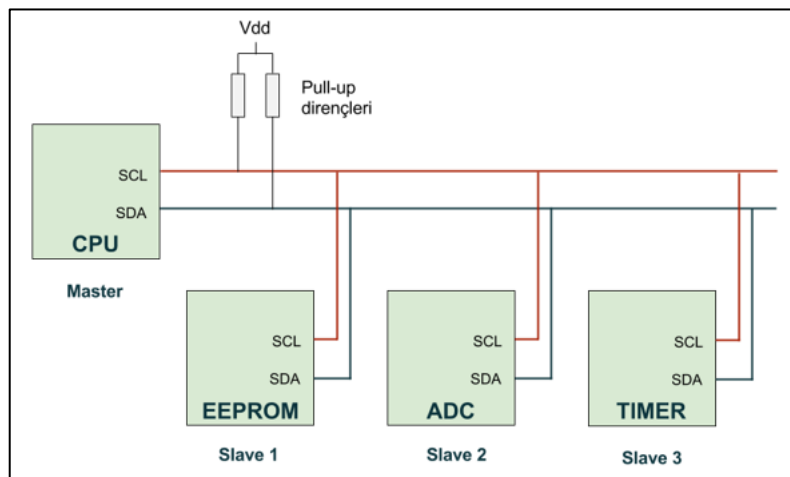 Vdd
Pull-up
dirençleri
SCL
SDA
CPU
Master
SCL
SDA
EEPROM
Slave 1
SCL
SDA
ADC
Slave 2
SCL
SDA
TIMER
Slave 3